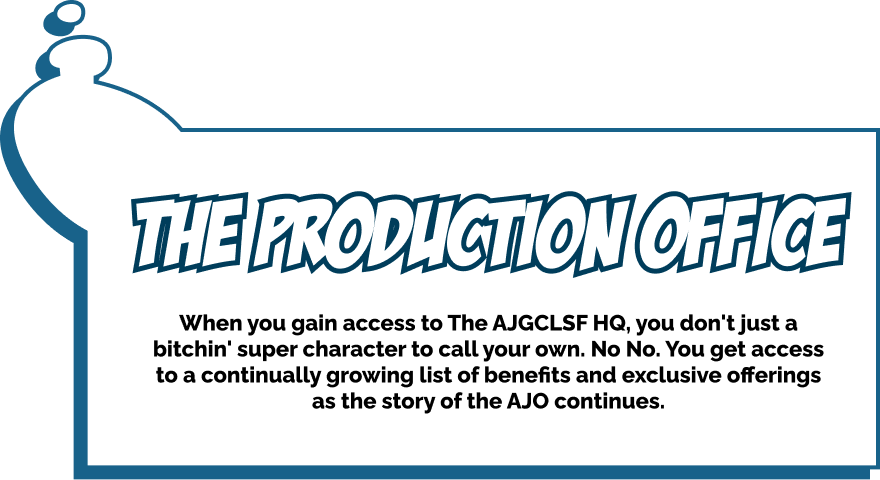 THE PRODUCTION OFFICE
When you gain access to The AJGCLSF HQ, you don't just a
bitchin' super character to call your own. No No. You get access
to a continually growing list of benefits and exclusive offerings
as the story of the AJO continues.